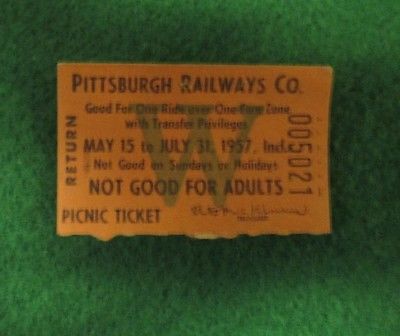 PITTSBURGH RAILWAYS CO.
Good For One Ride over One Fare Zone
with Transfer Privileges
MAY 15 to JULY 31, 1957, Incl.
Not Good on Sundays or Holidays
NOT GOOD FOR ADULTS
PICNIC TICKET
RETURN
005021